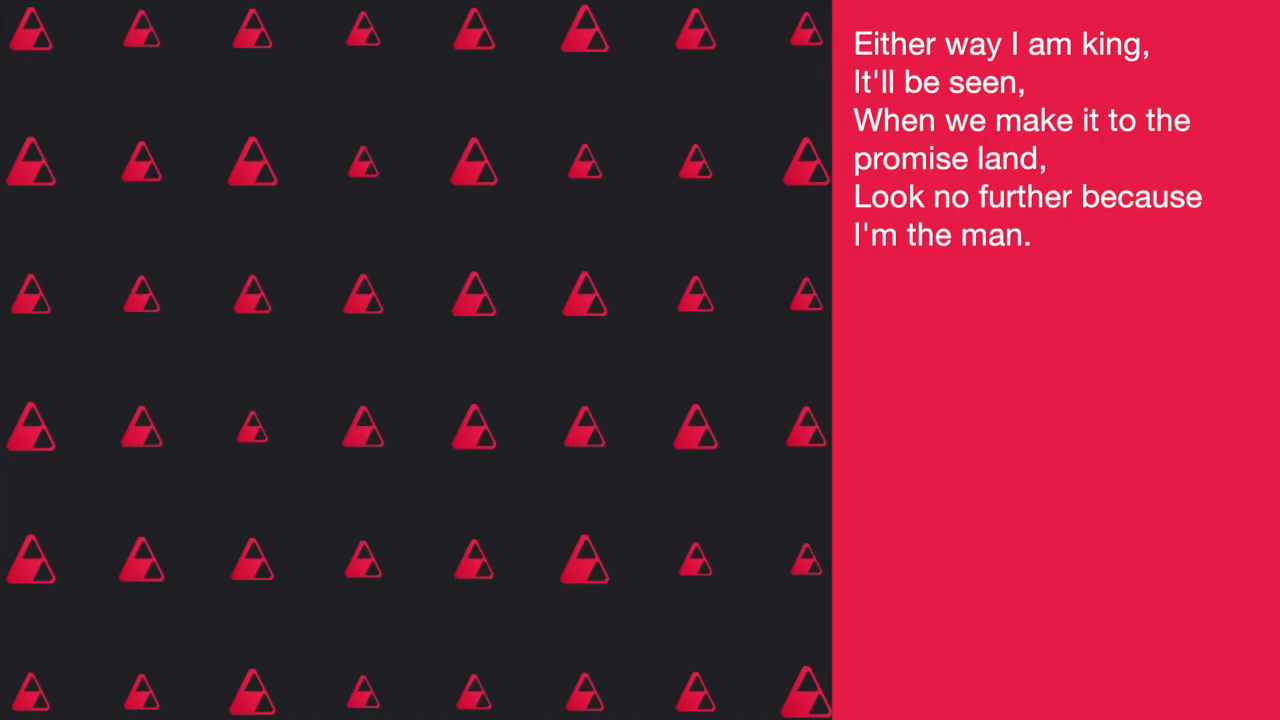 Either way I am king,
It'll be seen,
When we make it to the
promise land,
Look no further because
I'm the man.